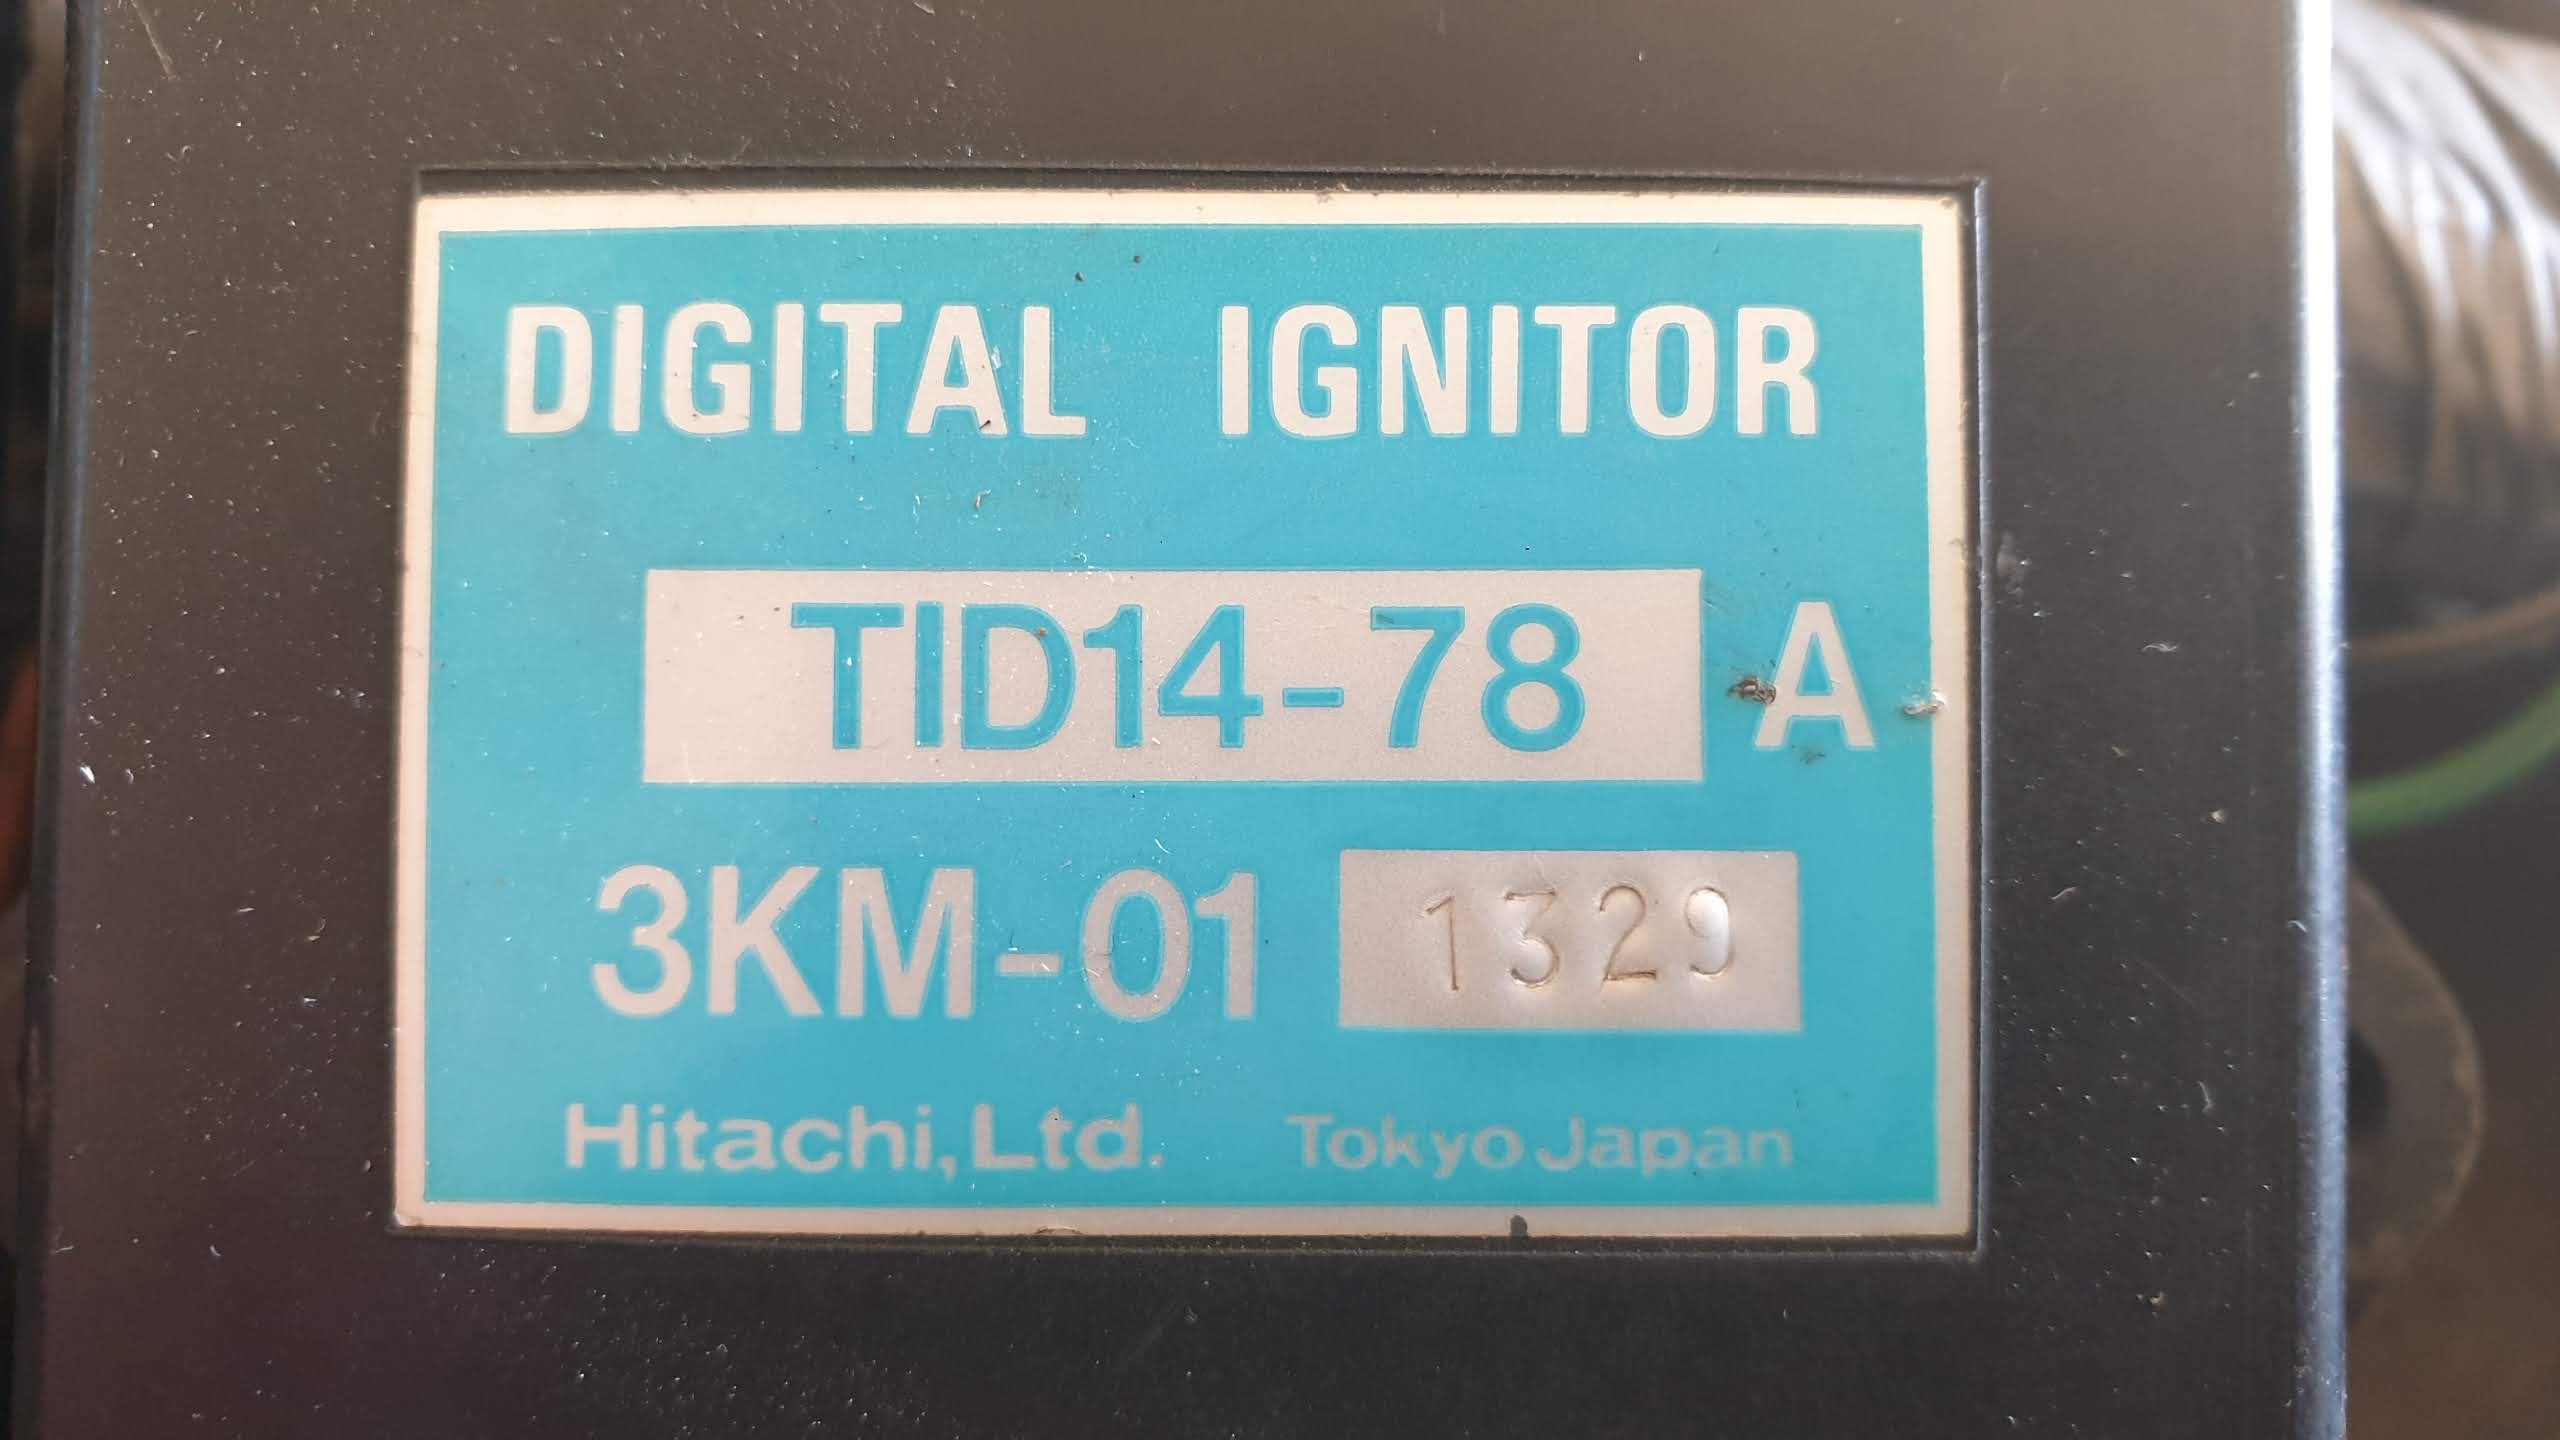 DIGITAL IGNITOR
TID14-78 A
3KM-01 1329
Hitachi, Ltd. Tokyo Japan